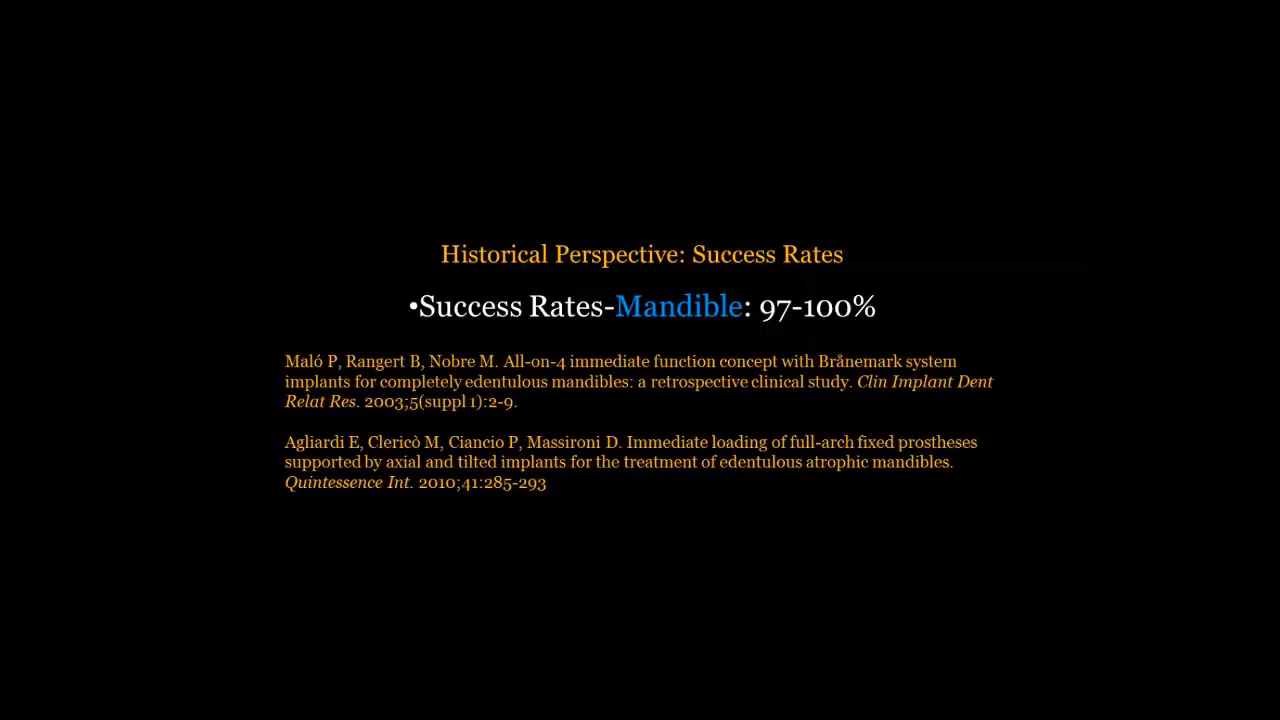 Historical Perspective: Success Rates
•Success Rates-Mandible: 97-100%
Maló P, Rangert B, Nobre M. All-on-4 immediate function concept with Brånemark system
implants for completely edentulous mandibles: a retrospective clinical study. Clin Implant Dent
Relat Res. 2003;5(suppl 1):2-9.
Agliardi E, Clericò M, Ciancio P, Massironi D. Immediate loading of full-arch fixed prostheses
supported by axial and tilted implants for the treatment of edentulous atrophic mandibles.
Quintessence Int. 2010;41:285-293